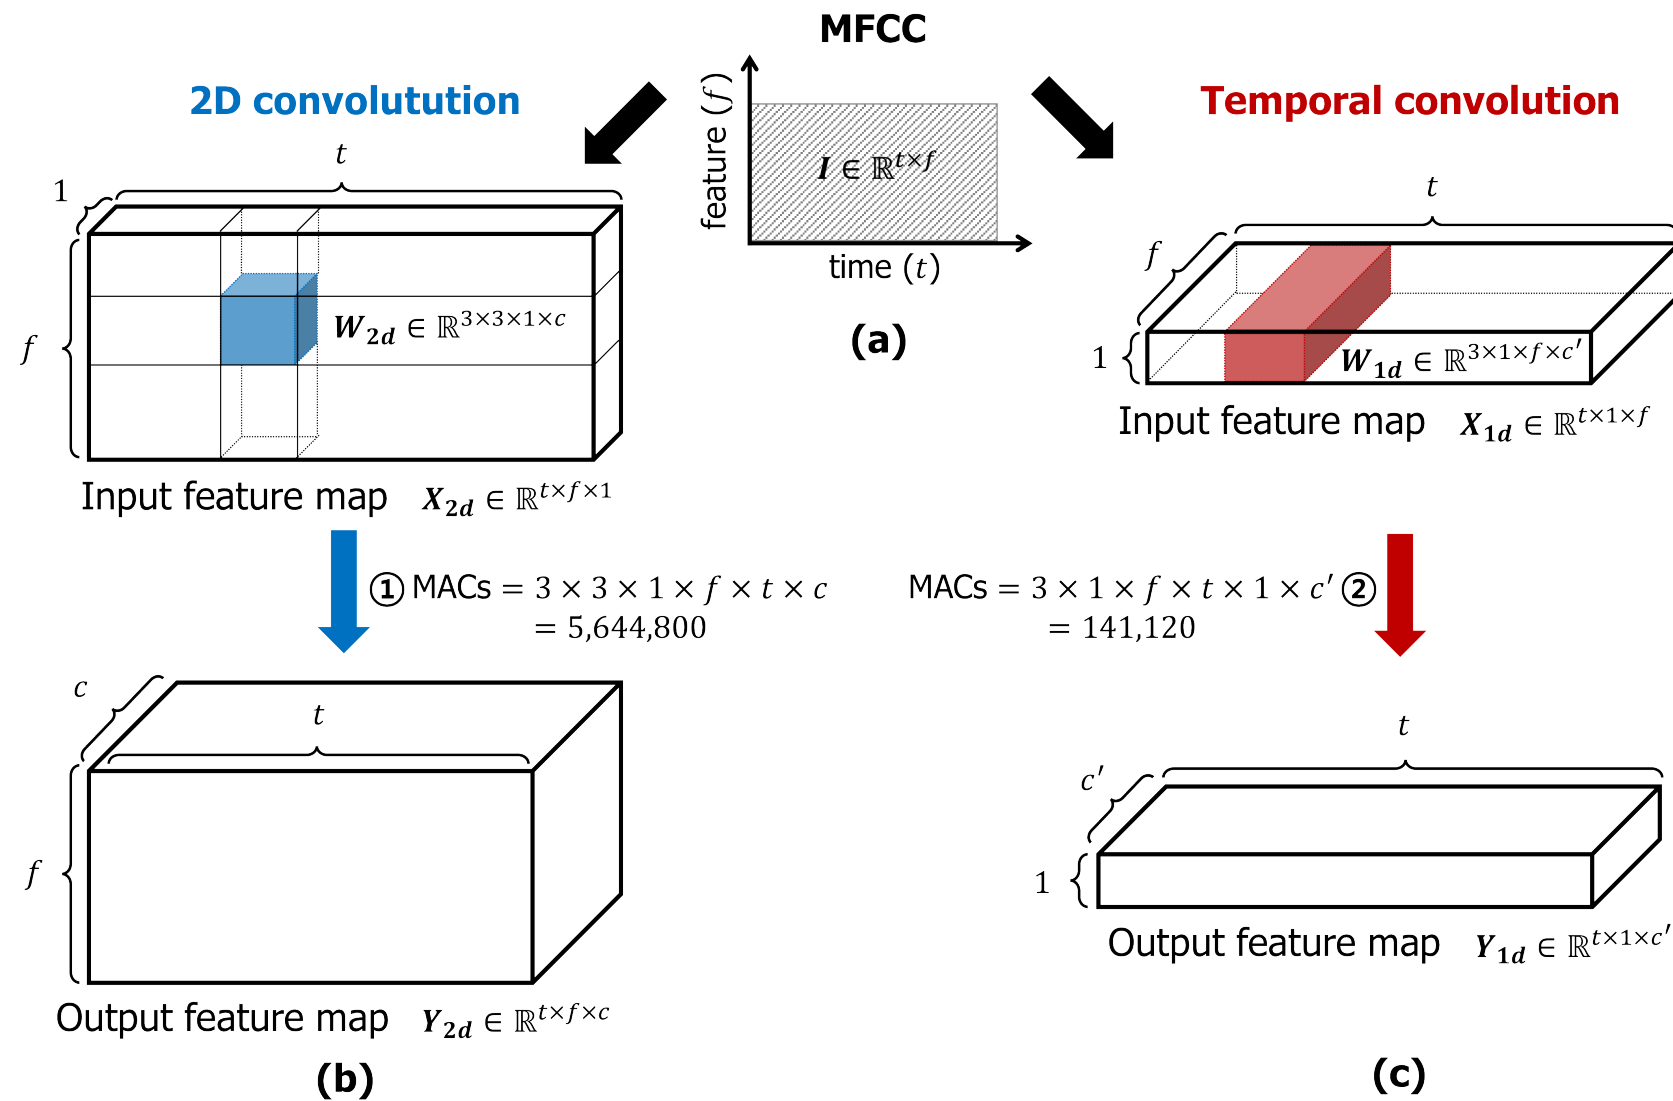 MFCC
feature (f)
I ∈ ℝ^{t×f}
time (t)
(a)
2D convolutution
t
1
f
W_{2d} ∈ ℝ^{3×3×1×c}
Input feature map X_{2d} ∈ ℝ^{t×f×1}
① MACs = 3 × 3 × 1 × f × t × c
= 5,644,800
c
t
f
Output feature map Y_{2d} ∈ ℝ^{t×f×c}
(b)
Temporal convolution
t
f
1
W_{1d} ∈ ℝ^{3×1×f×c′}
Input feature map X_{1d} ∈ ℝ^{t×1×f}
MACs = 3 × 1 × f × t × 1 × c′ ②
= 141,120
t
c′
1
Output feature map Y_{1d} ∈ ℝ^{t×1×c′}
(c)